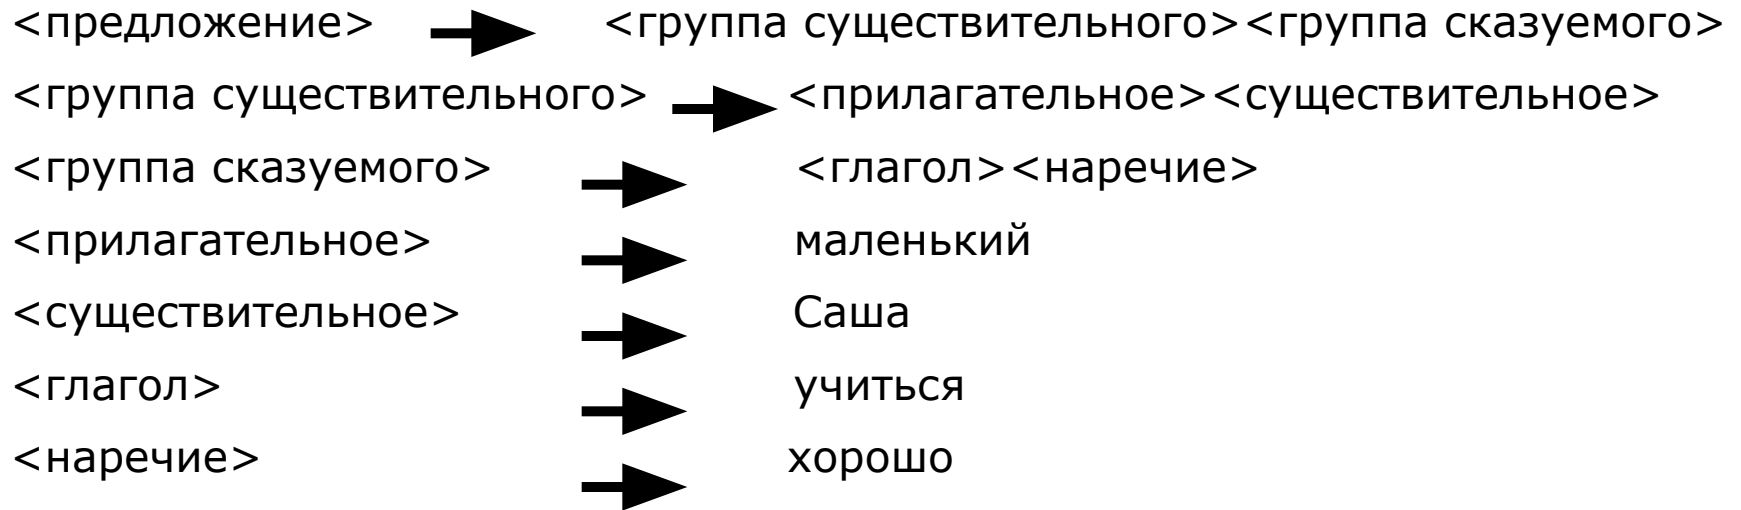 <предложение> → <группа существительного><группа сказуемого>
<группа существительного> → <прилагательное><существительное>
<группа сказуемого> → <глагол><наречие>
<прилагательное> → маленький
<существительное> → Саша
<глагол> → учиться
<наречие> → хорошо